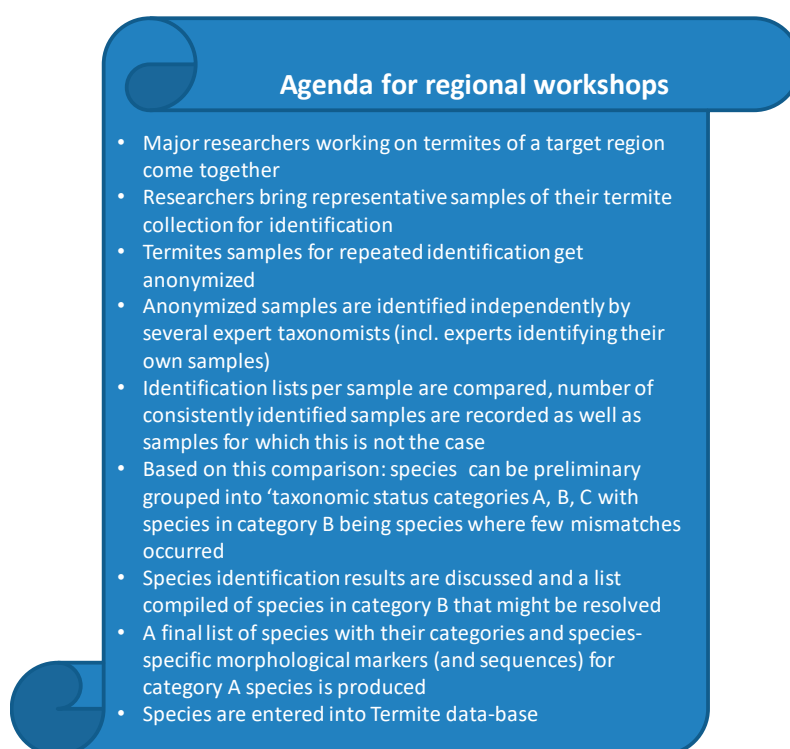 Agenda for regional workshops
• Major researchers working on termites of a target region
come together
• Researchers bring representative samples of their termite
collection for identification
• Termites samples for repeated identification get
anonymized
• Anonymized samples are identified independently by
several expert taxonomists (incl. experts identifying their
own samples)
• Identification lists per sample are compared, number of
consistently identified samples are recorded as well as
samples for which this is not the case
• Based on this comparison: species can be preliminary
grouped into ‘taxonomic status categories A, B, C with
species in category B being species where few mismatches
occurred
• Species identification results are discussed and a list
compiled of species in category B that might be resolved
• A final list of species with their categories and species-
specific morphological markers (and sequences) for
category A species is produced
• Species are entered into Termite data-base